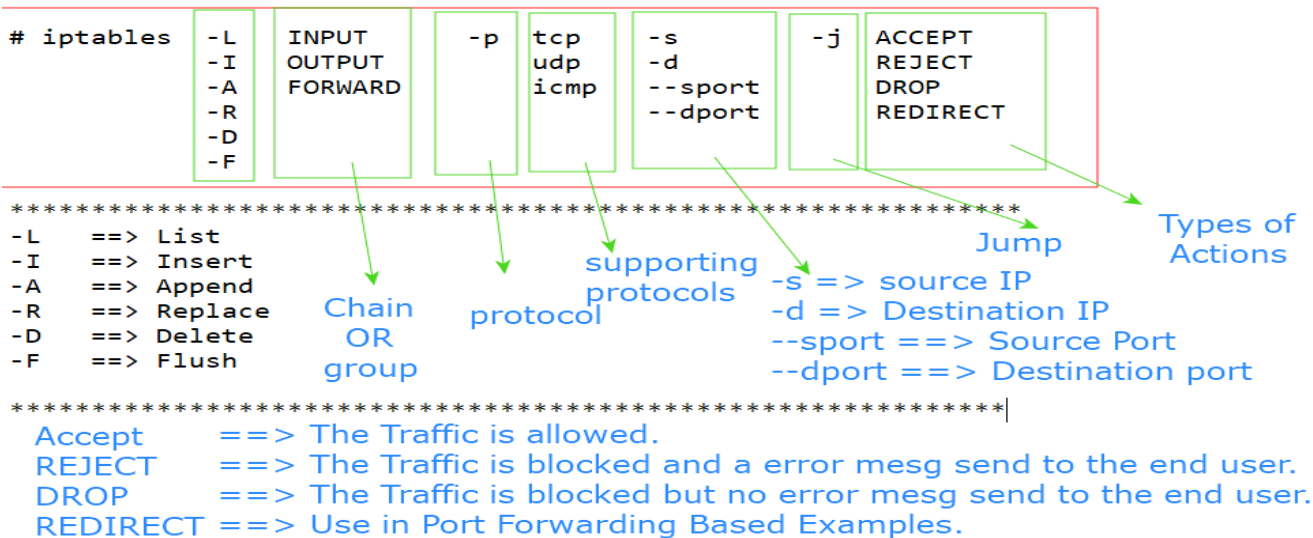 # iptables -L INPUT -p tcp -s -j ACCEPT
-I OUTPUT udp -d REJECT
-A FORWARD icmp --sport DROP
-R --dport REDIRECT
-D
-F
***************************************************************
-L ==> List
-I ==> Insert
-A ==> Append
-R ==> Replace
-D ==> Delete
-F ==> Flush
Chain
OR
group
protocol
supporting
protocols
-s => source IP
-d => Destination IP
--sport ==> Source Port
--dport ==> Destination port
Jump
Types of
Actions
**************************************************************
Accept ==> The Traffic is allowed.
REJECT ==> The Traffic is blocked and a error mesg send to the end user.
DROP ==> The Traffic is blocked but no error mesg send to the end user.
REDIRECT ==> Use in Port Forwarding Based Examples.